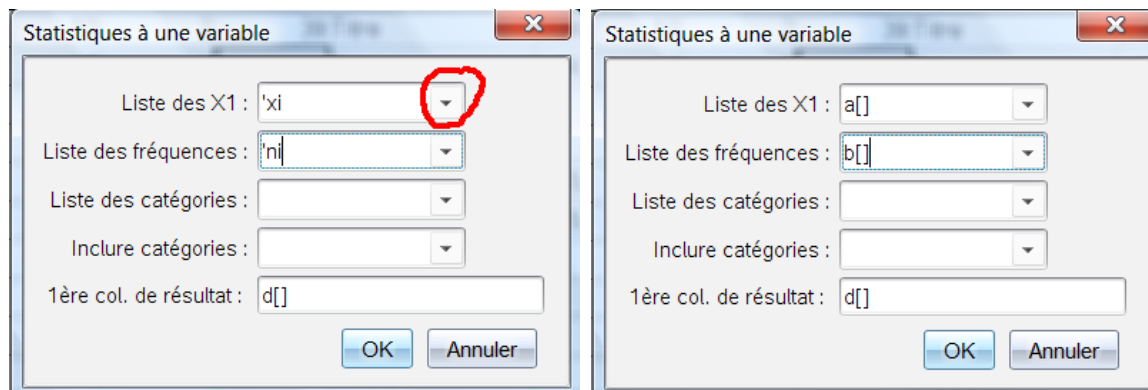 Statistiques à une variable
Liste des X1 : 'xi
Liste des fréquences : 'ni
Liste des catégories :
Inclure catégories :
1ère col. de résultat : d[]
OK Annuler
Statistiques à une variable
Liste des X1 : a[]
Liste des fréquences : b[]
Liste des catégories :
Inclure catégories :
1ère col. de résultat : d[]
OK Annuler